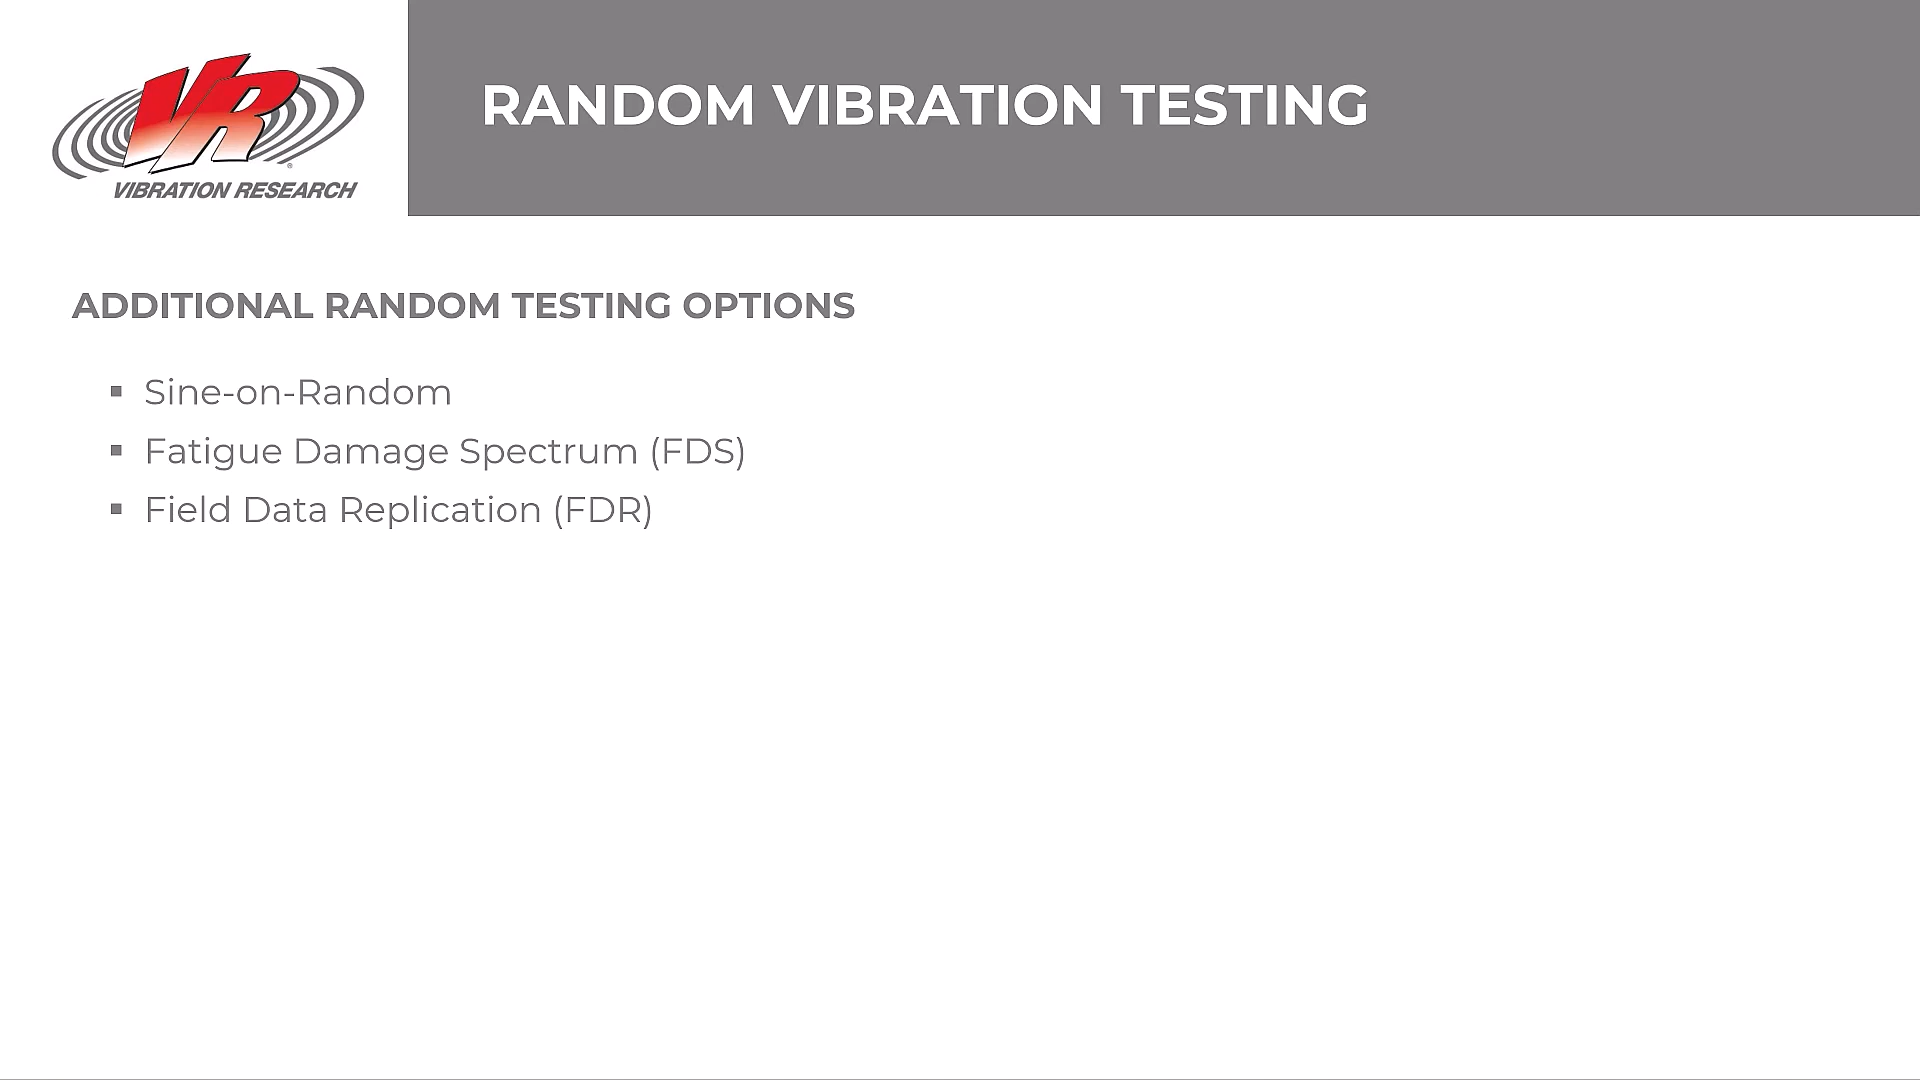 VR
VIBRATION RESEARCH
RANDOM VIBRATION TESTING
ADDITIONAL RANDOM TESTING OPTIONS
▪ Sine-on-Random
▪ Fatigue Damage Spectrum (FDS)
▪ Field Data Replication (FDR)